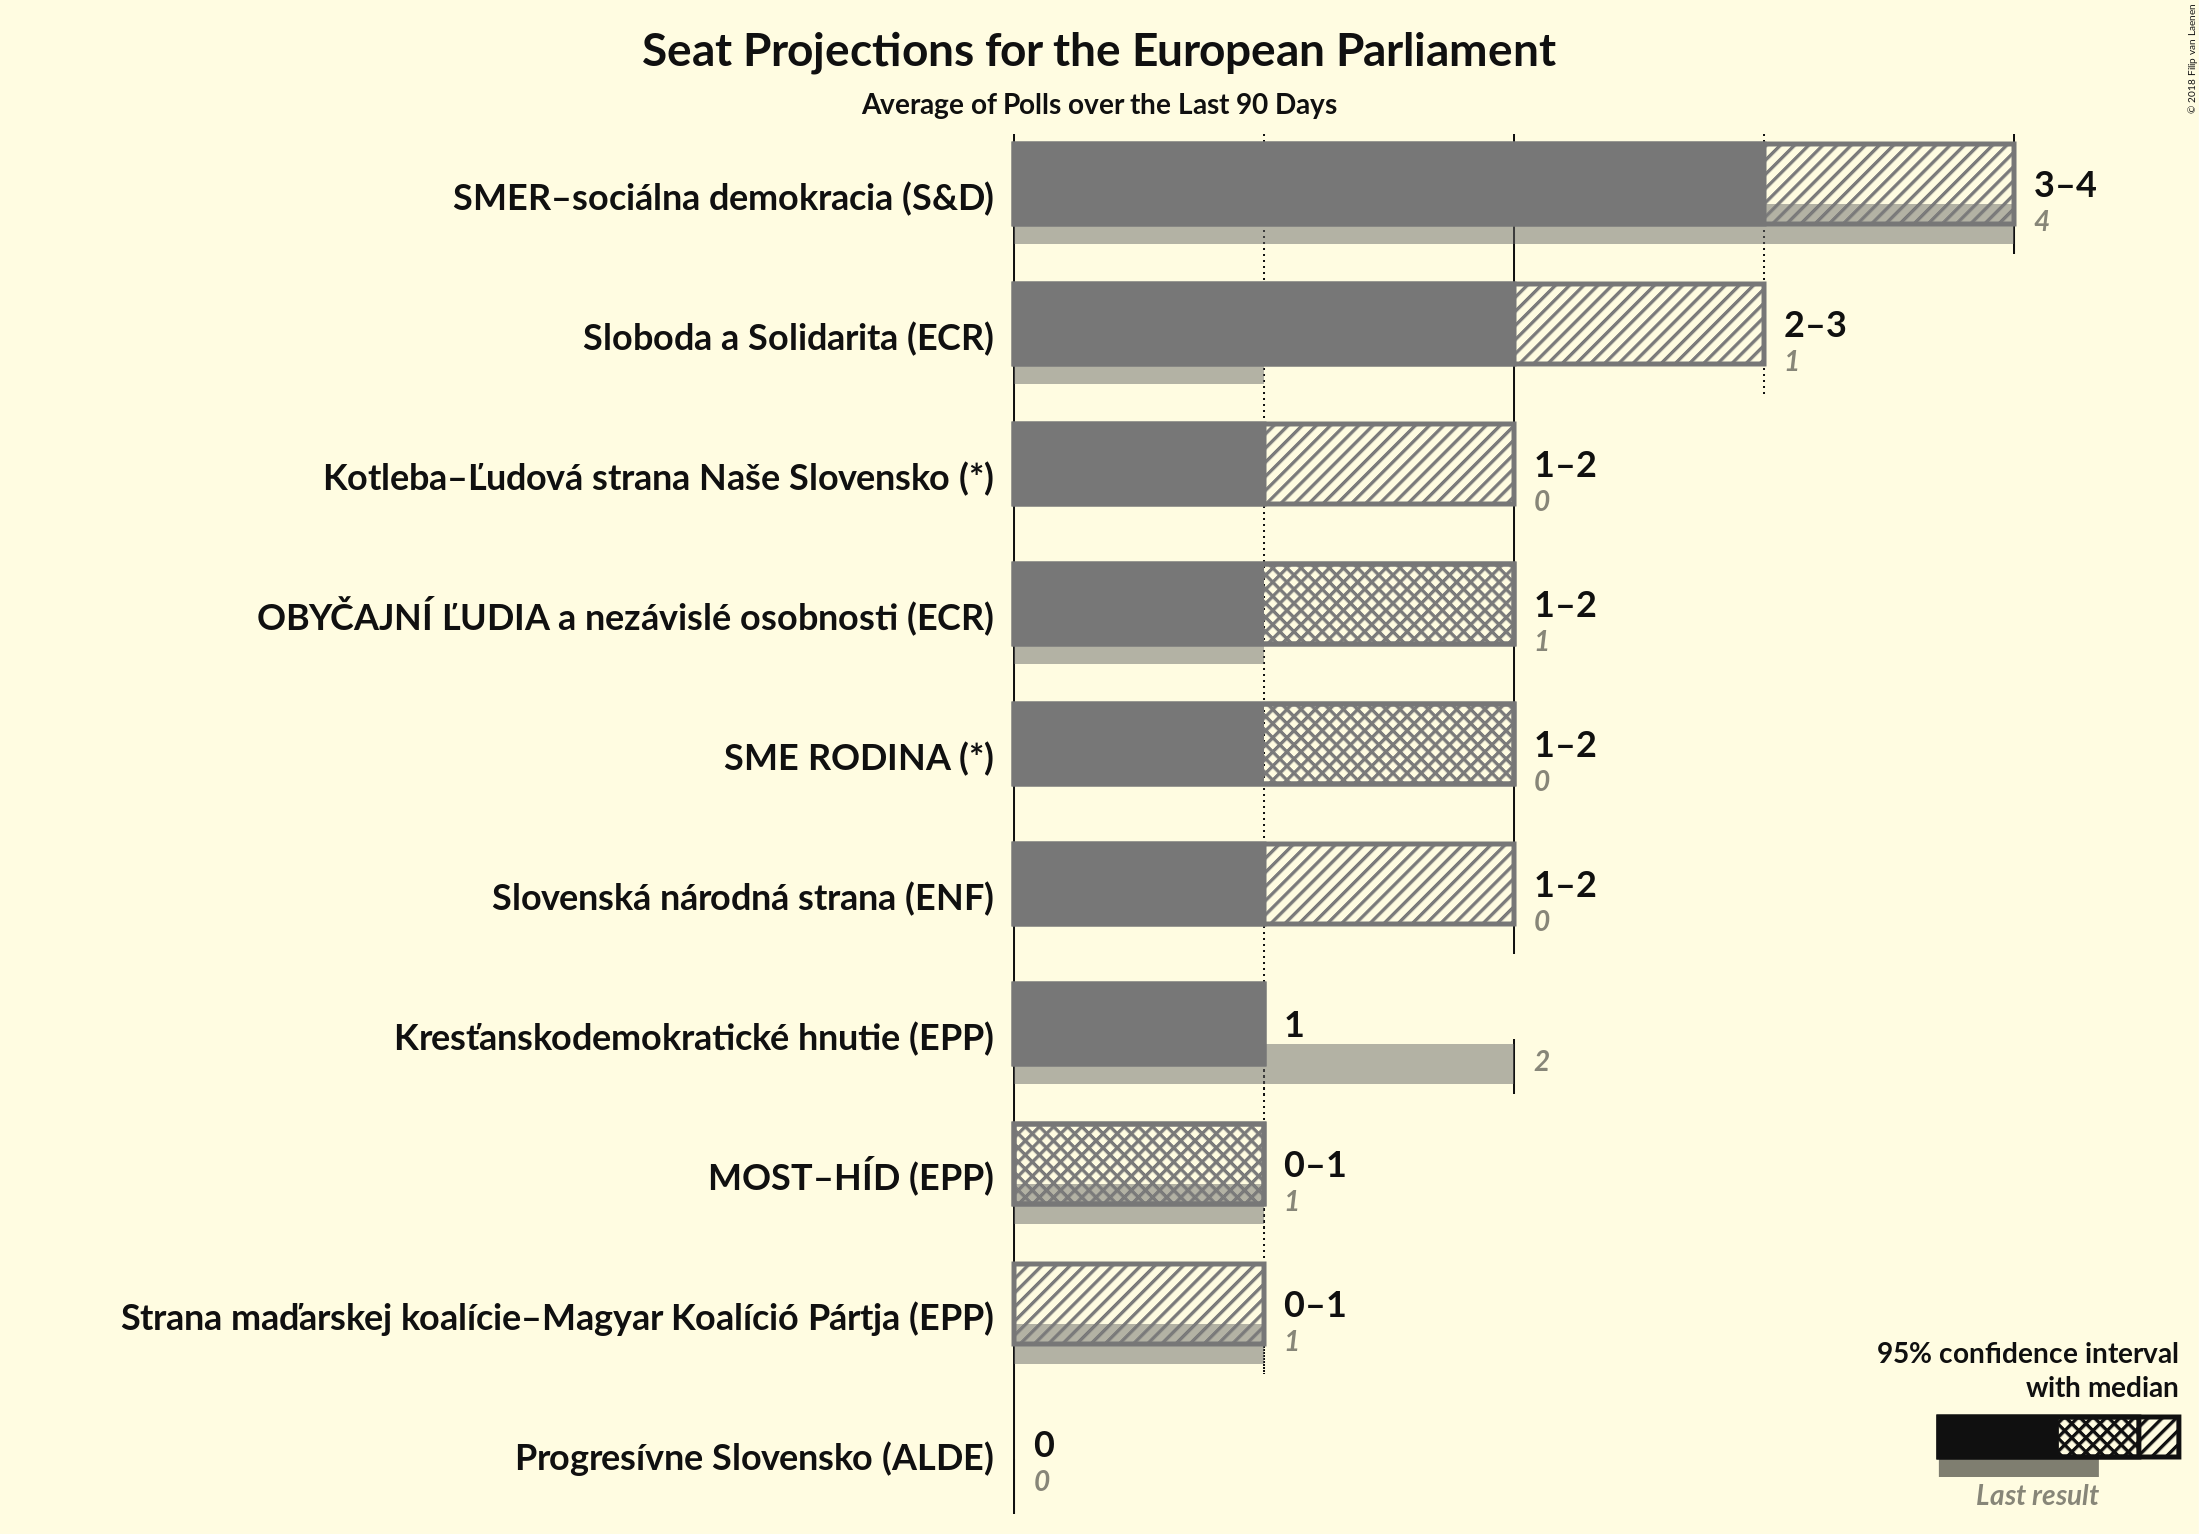 Seat Projections for the European Parliament
Average of Polls over the Last 90 Days
© 2018 Filip van Laenen
SMER–sociálna demokracia (S&D)
3–4
4
Sloboda a Solidarita (ECR)
2–3
1
Kotleba–Ľudová strana Naše Slovensko (*)
1–2
0
OBYČAJNÍ ĽUDIA a nezávislé osobnosti (ECR)
1–2
1
SME RODINA (*)
1–2
0
Slovenská národná strana (ENF)
1–2
0
Kresťanskodemokratické hnutie (EPP)
1
2
MOST–HÍD (EPP)
0–1
1
Strana maďarskej koalície–Magyar Koalíció Pártja (EPP)
0–1
1
Progresívne Slovensko (ALDE)
0
0
95% confidence interval
with median
Last result